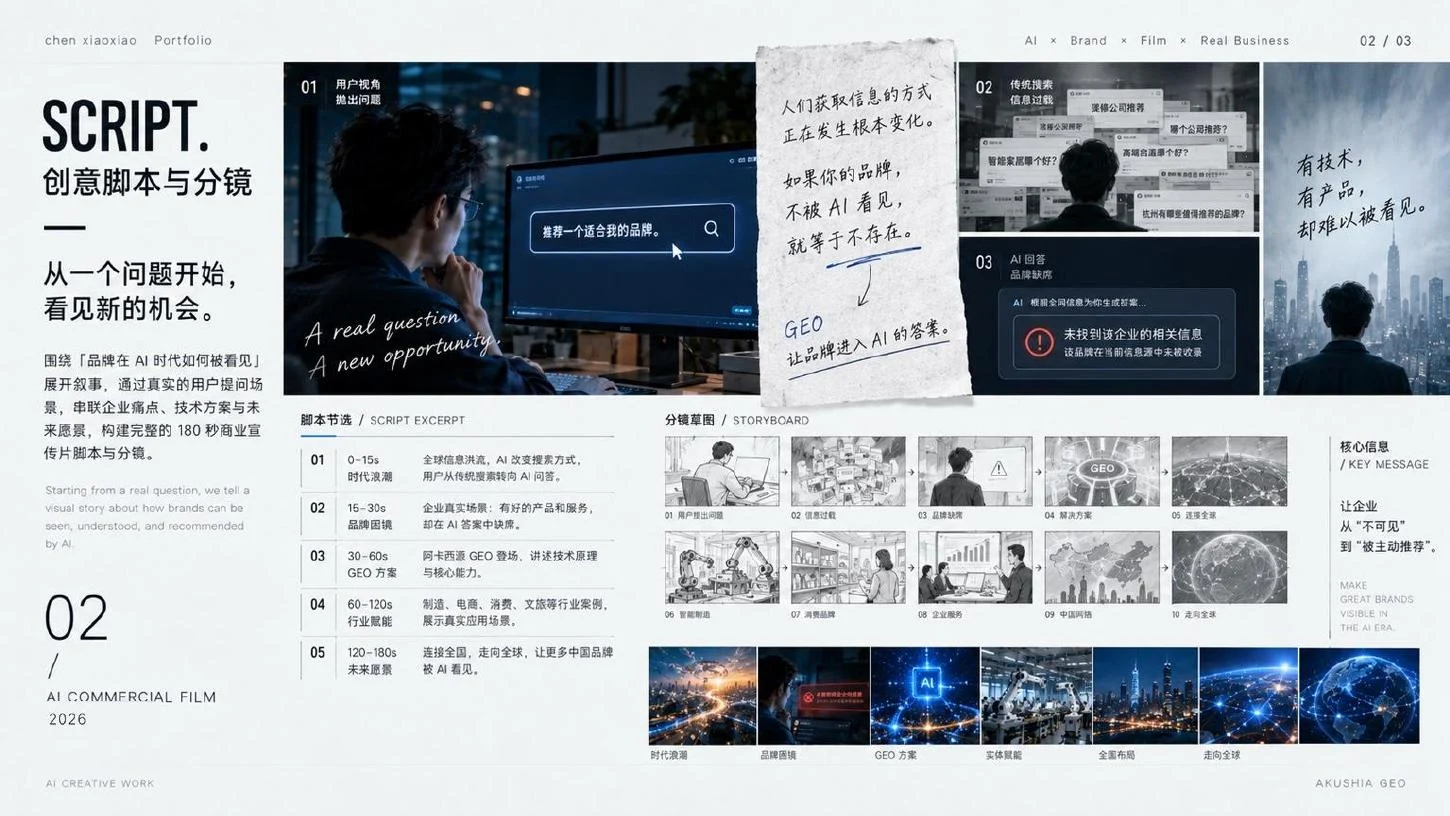 chen xiaoxiao Portfolio
AI × Brand × Film × Real Business
02 / 03
SCRIPT.
创意脚本与分镜
从一个问题开始，
看见新的机会。
围绕「品牌在 AI 时代如何被看见」
展开叙事，通过真实的用户提问场
景，串联企业痛点、技术方案与未
来愿景，构建完整的 180 秒商业宣
传片脚本与分镜。
Starting from a real question, we tell a
visual story about how brands can be
seen, understood, and recommended
by AI.
02
/
AI COMMERCIAL FILM
2026
01 用户视角
抛出问题
推荐一个适合我的品牌。
A real question
A new opportunity.
人们获取信息的方式
正在发生根本变化。
如果你的品牌，
不被 AI 看见，
就等于不存在。
GEO
让品牌进入 AI 的答案。
02 传统搜索
信息过载
哪个公司推荐?
智能家居哪个好?
杭州有哪些值得推荐的品牌?
03 AI 回答
品牌缺席
AI 根据全网信息为你生成答案...
未找到该企业的相关信息
该品牌在当前信息源中未被收录
有技术，
有产品，
却难以被看见。
脚本节选 / SCRIPT EXCERPT
01 0-15s 全球信息洪流，AI 改变搜索方式，
时代浪潮 用户从传统搜索转向 AI 问答。
02 15-30s 企业真实场景：有好的产品和服务，
品牌困境 却在 AI 答案中缺席。
03 30-60s 阿卡西源 GEO 登场、讲述技术原理
GEO 方案 与核心能力。
04 60-120s 制造、电商、消费、文旅等行业案例，
行业赋能 展示真实应用场景。
05 120-180s 连接全国，走向全球，让更多中国品牌
未来愿景 被 AI 看见。
分镜草图 / STORYBOARD
GEO
01 用户提出问题
02 信息过载
03 品牌缺席
04 解决方案
05 连接全球
06 智能制造
07 消费品牌
08 企业服务
09 中国网络
10 走向全球
核心信息
/ KEY MESSAGE
让企业
从 “不可见”
到 “被主动推荐”。
MAKE
GREAT BRANDS
VISIBLE IN
THE AI ERA.
AI
时代浪潮
品牌困境
GEO 方案
实体赋能
全国布局
走向全球
AI CREATIVE WORK
AKUSHIA GEO